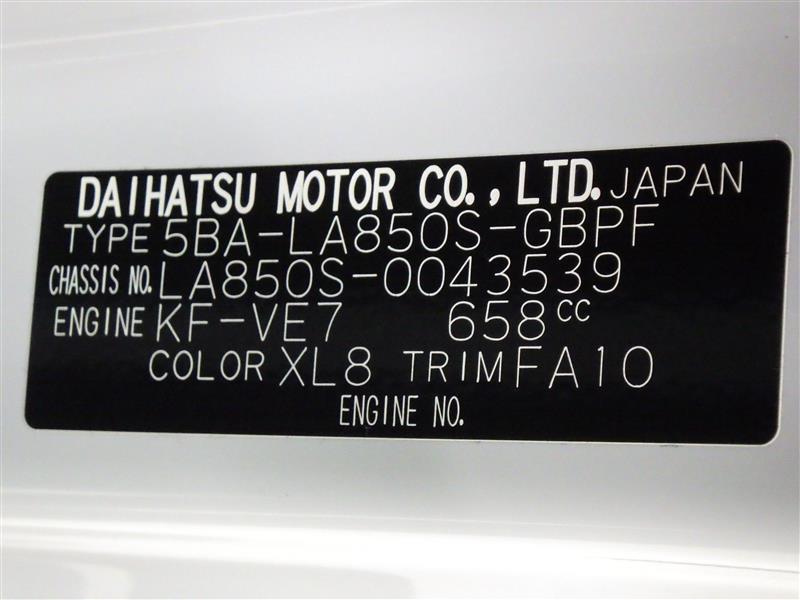 DAIHATSU MOTOR CO., LTD. JAPAN
TYPE 5BA-LA850S-GBPF
CHASSIS NO. LA850S-0043539
ENGINE KF-VE7 658cc
COLOR XL8 TRIM FA10
ENGINE NO.